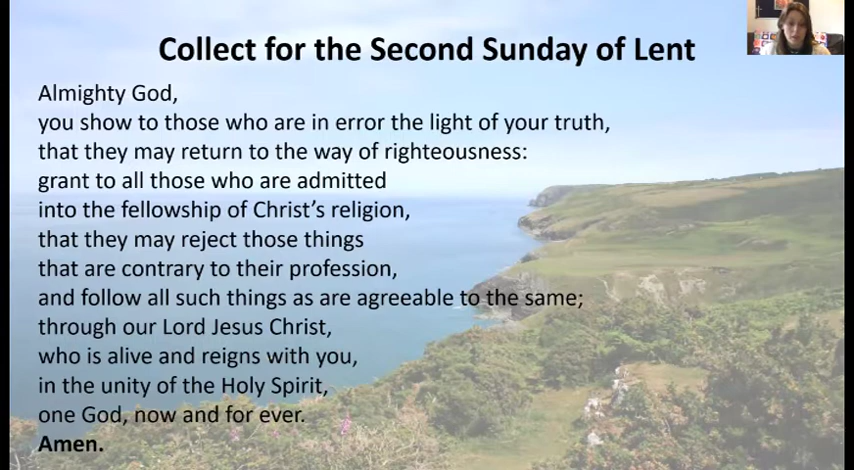 Collect for the Second Sunday of Lent
Almighty God,
you show to those who are in error the light of your truth,
that they may return to the way of righteousness:
grant to all those who are admitted
into the fellowship of Christ’s religion,
that they may reject those things
that are contrary to their profession,
and follow all such things as are agreeable to the same;
through our Lord Jesus Christ,
who is alive and reigns with you,
in the unity of the Holy Spirit,
one God, now and for ever.
Amen.